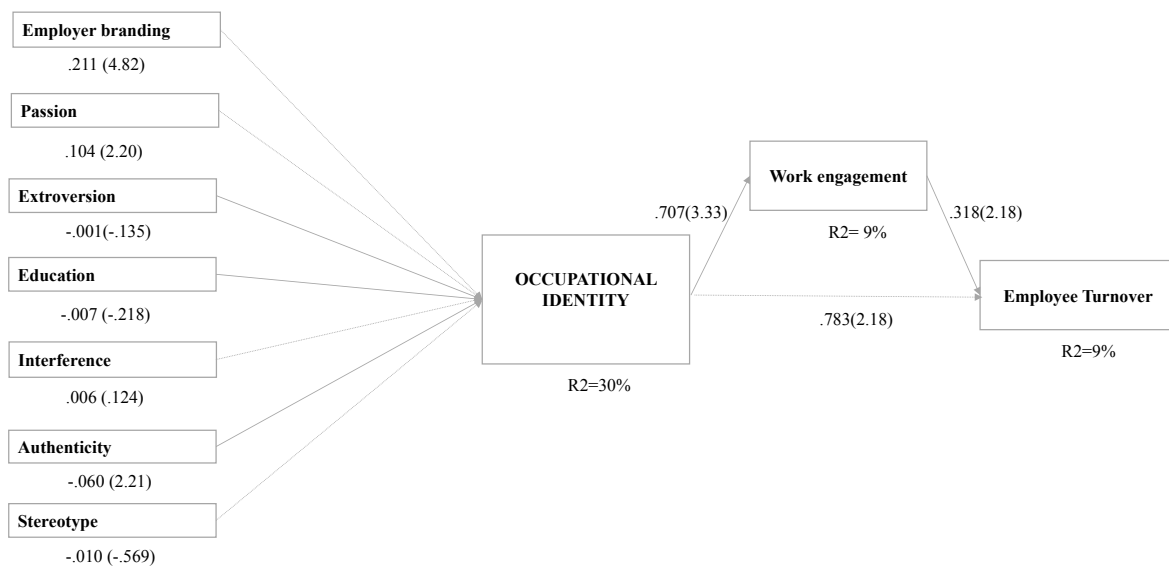 Employer branding
.211 (4.82)
Passion
.104 (2.20)
Extroversion
-.001(-.135)
Education
-.007 (-.218)
Interference
.006 (.124)
Authenticity
-.060 (2.21)
Stereotype
-.010 (-.569)
OCCUPATIONAL
IDENTITY
R2=30%
.707(3.33)
Work engagement
R2= 9%
.318(2.18)
.783(2.18)
Employee Turnover
R2=9%